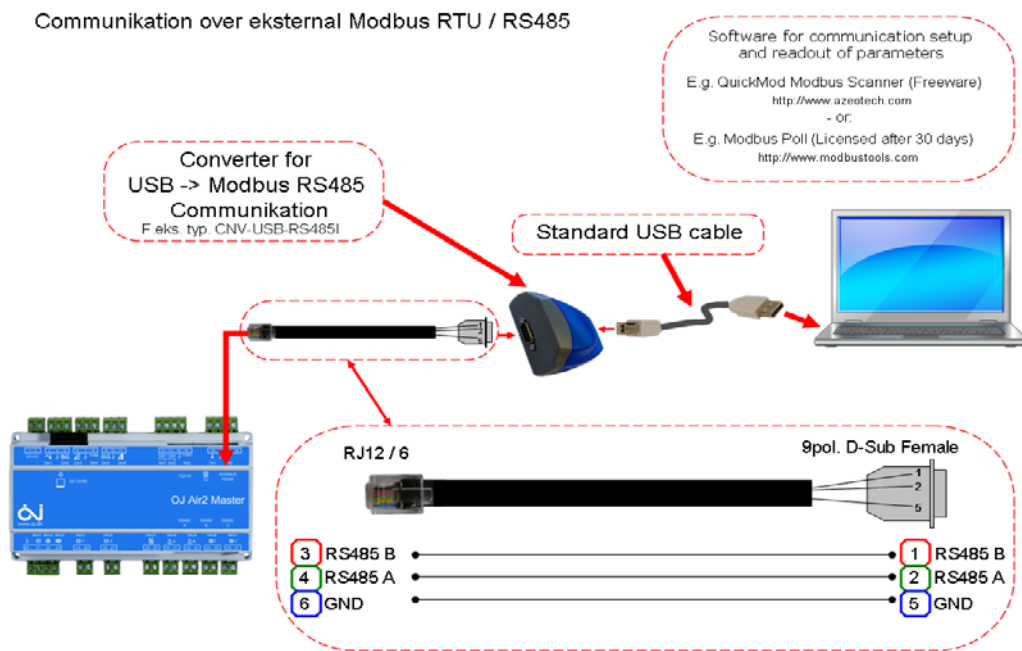 Communikation over eksternal Modbus RTU / RS485
Software for communication setup
and readout of parameters
E.g. QuickMod Modbus Scanner (Freeware)
http://www.azeotech.com
- or:
E.g. Modbus Poll (Licensed after 30 days)
http://www.modbustools.com
Converter for
USB -> Modbus RS485
Communikation
F.eks. typ. CNV-USB-RS485I
Standard USB cable
OJ Air2 Master
RJ12 / 6
9pol. D-Sub Female
1
2
5
3 RS485 B
1 RS485 B
4 RS485 A
2 RS485 A
6 GND
5 GND